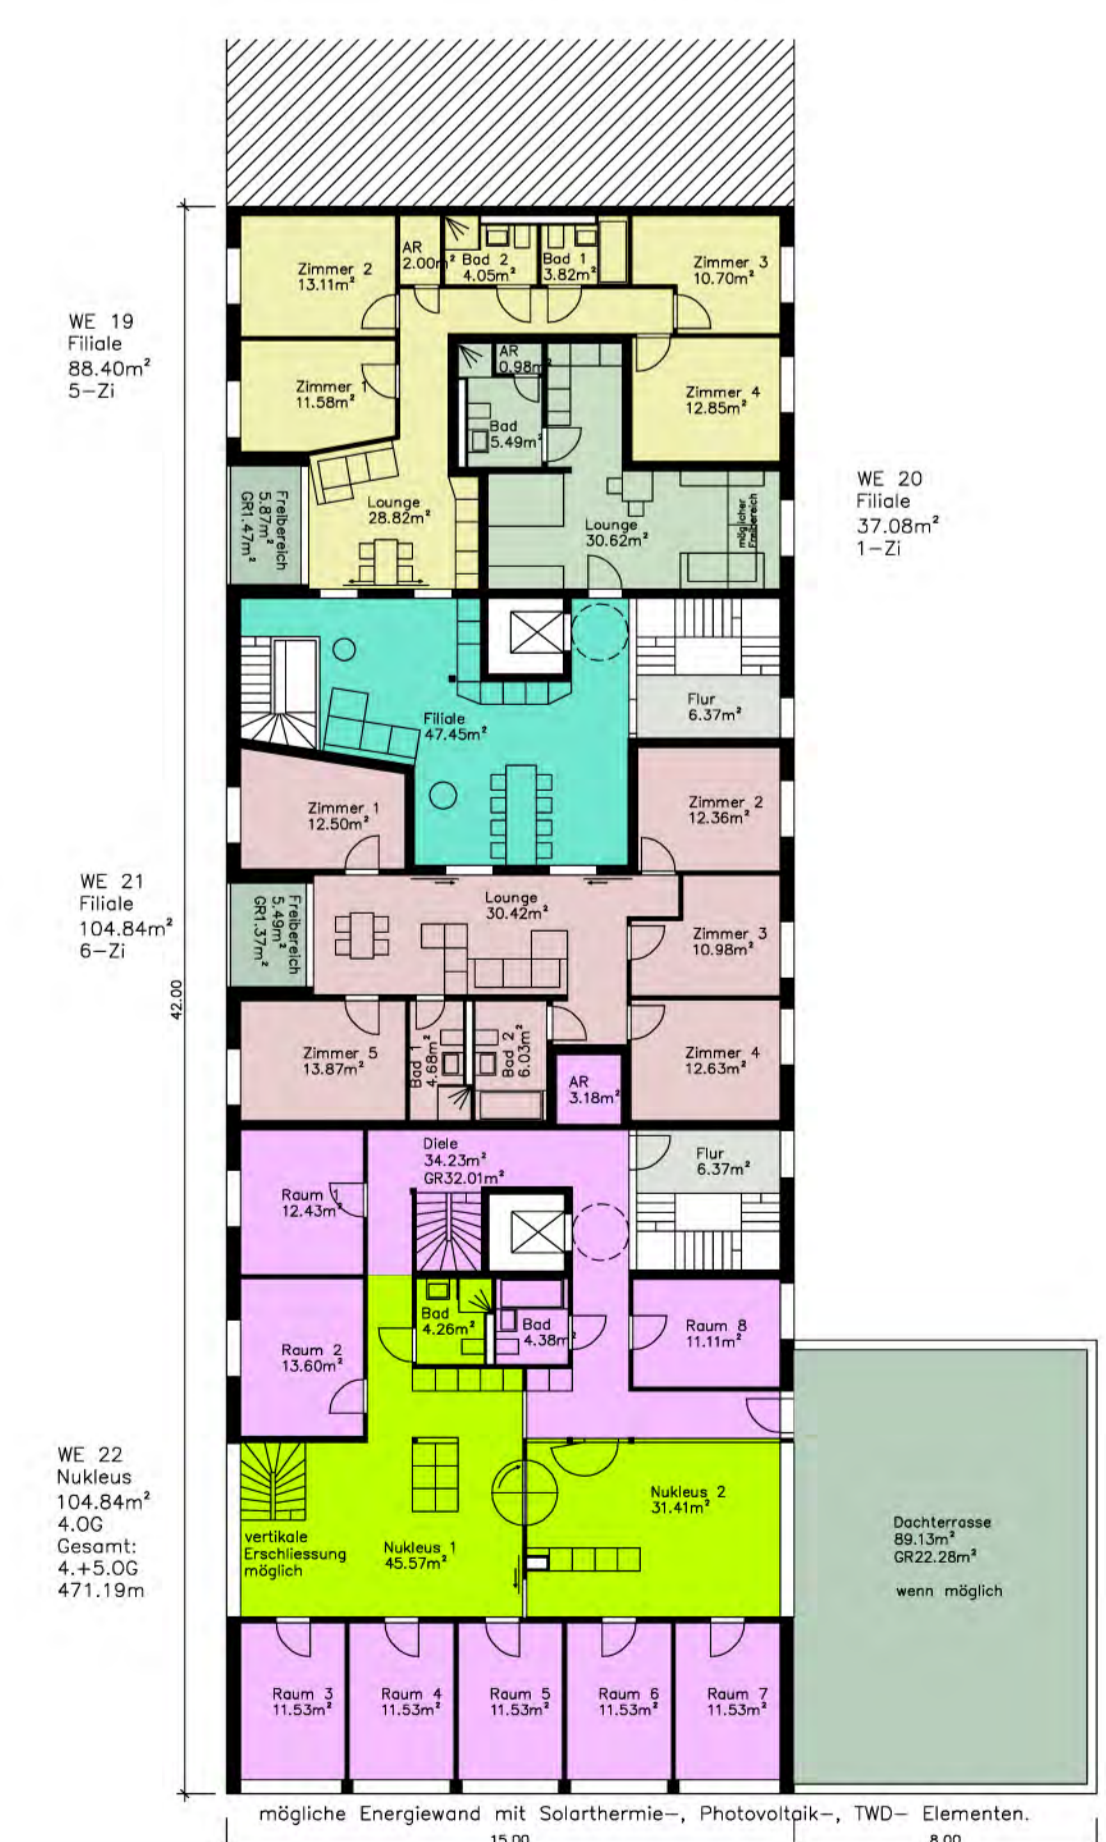 Zimmer 2
13.11m²
AR
2.00m²
Bad 2
4.05m²
Bad 1
3.82m²
Zimmer 3
10.70m²
WE 19
Filiale
88.40m²
5-Zi
Zimmer 1
11.58m²
AR
0.98m²
Bad
5.49m²
Zimmer 4
12.85m²
Freibereich
5.87m²
GR1.47m²
Lounge
28.82m²
Lounge
30.62m²
möglicher
Freibereich
WE 20
Filiale
37.08m²
1-Zi
Filiale
47.45m²
Flur
6.37m²
Zimmer 1
12.50m²
Zimmer 2
12.36m²
WE 21
Filiale
104.84m²
6-Zi
Freibereich
5.49m²
GR1.37m²
Lounge
30.42m²
Zimmer 3
10.98m²
42.00
Zimmer 5
13.87m²
Bad 1
4.68m²
Bad 2
6.03m²
AR
3.18m²
Zimmer 4
12.63m²
Diele
34.23m²
GR32.01m²
Flur
6.37m²
Raum 1
12.43m²
Raum 2
13.60m²
Bad
4.26m²
Bad
4.38m²
Raum 8
11.11m²
WE 22
Nukleus
104.84m²
4.OG
Gesamt:
4.+5.OG
471.19m
vertikale
Erschliessung
möglich
Nukleus 1
45.57m²
Nukleus 2
31.41m²
Dachterrasse
89.13m²
GR22.28m²
wenn möglich
Raum 3
11.53m²
Raum 4
11.53m²
Raum 5
11.53m²
Raum 6
11.53m²
Raum 7
11.53m²
mögliche Energiewand mit Solarthermie-, Photovoltaik-, TWD- Elementen.
15.00
8.00